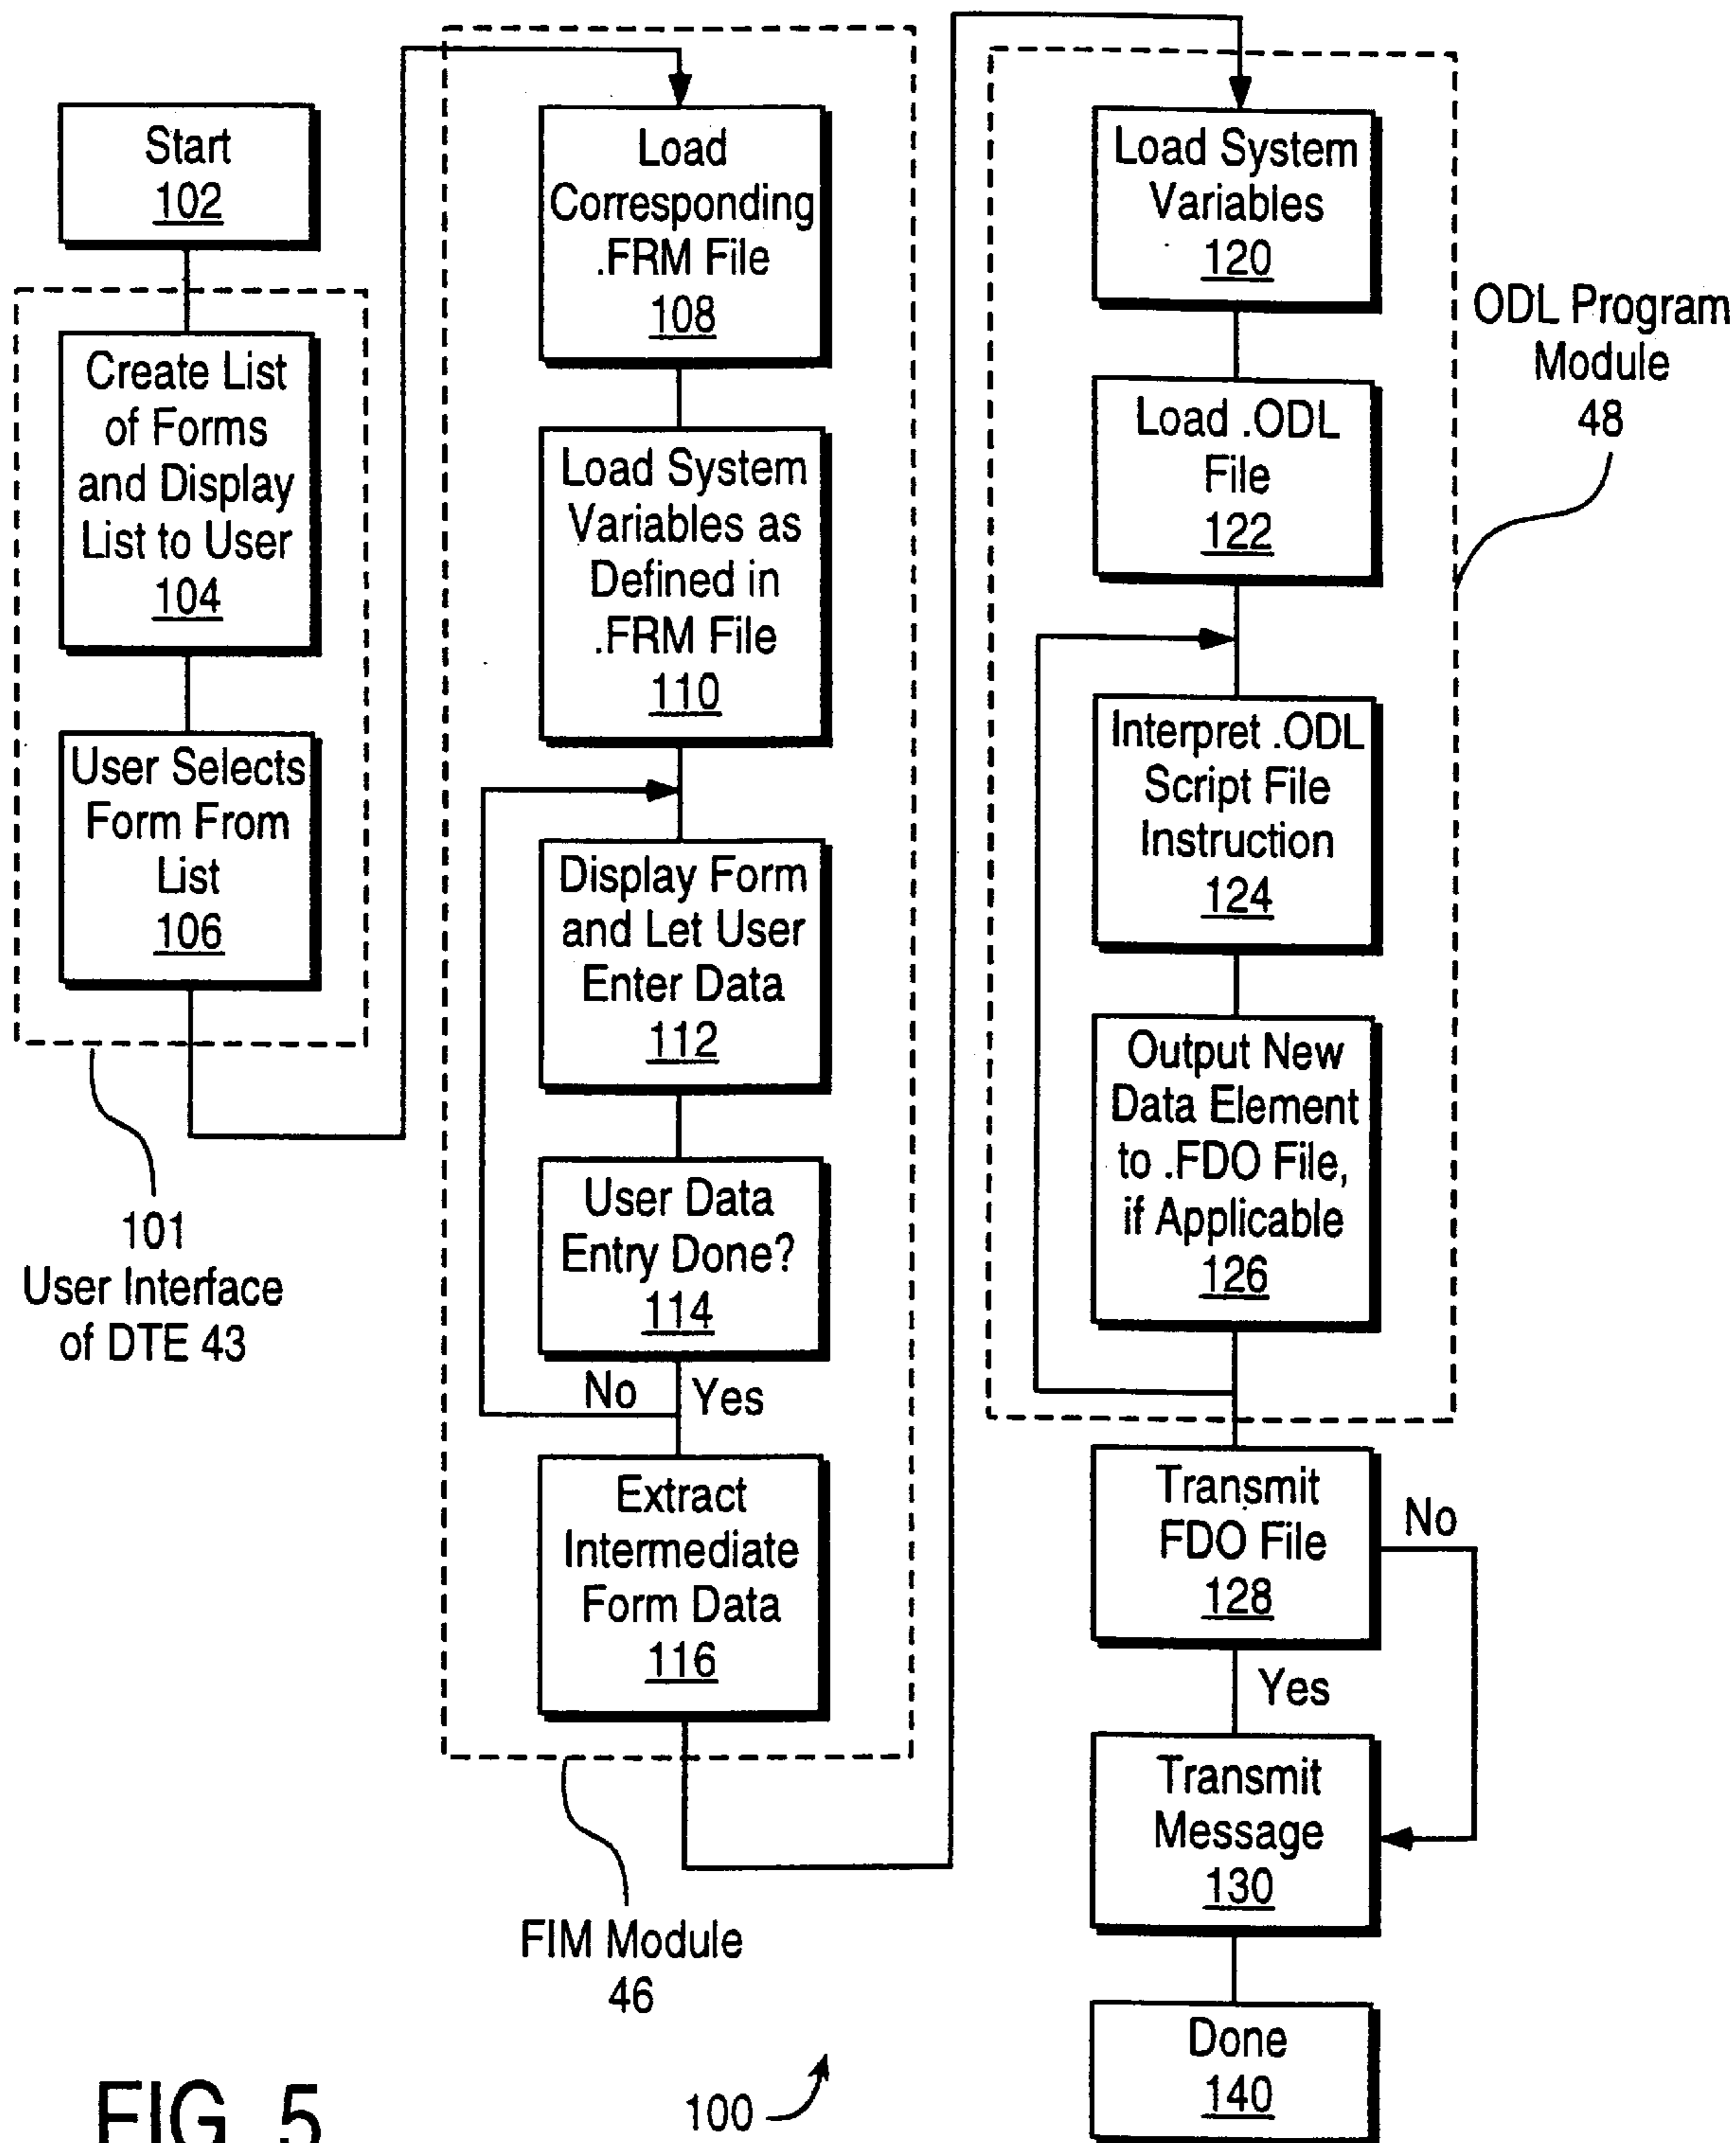 Start
102
Create List
of Forms
and Display
List to User
104
User Selects
Form From
List
106
101
User Interface
of DTE 43
Load
Corresponding
.FRM File
108
Load System
Variables as
Defined in
.FRM File
110
Display Form
and Let User
Enter Data
112
User Data
Entry Done?
114
No Yes
Extract
Intermediate
Form Data
116
FIM Module
46
Load System
Variables
120
Load .ODL
File
122
Interpret .ODL
Script File
Instruction
124
Output New
Data Element
to .FDO File,
if Applicable
126
ODL Program
Module
48
Transmit
FDO File
128
No
Yes
Transmit
Message
130
Done
140
100
FIG. 5